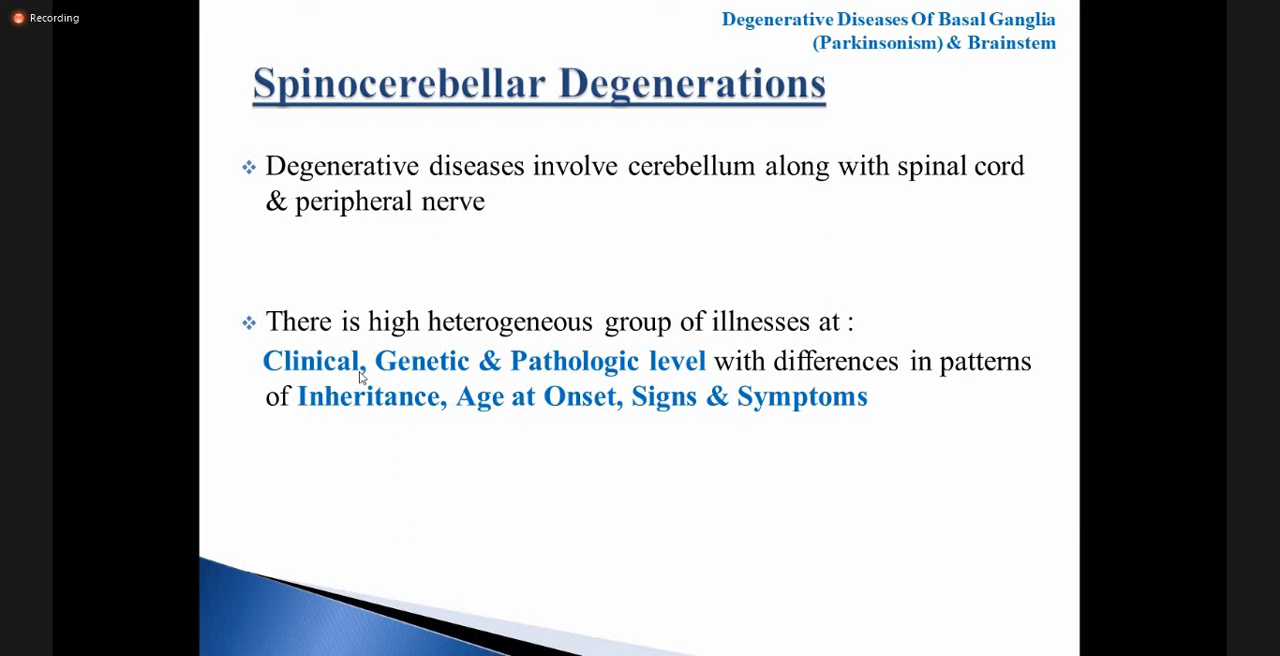 Recording
Degenerative Diseases Of Basal Ganglia
(Parkinsonism) & Brainstem
Spinocerebellar Degenerations
❖ Degenerative diseases involve cerebellum along with spinal cord
& peripheral nerve
❖ There is high heterogeneous group of illnesses at :
Clinical, Genetic & Pathologic level with differences in patterns
of Inheritance, Age at Onset, Signs & Symptoms